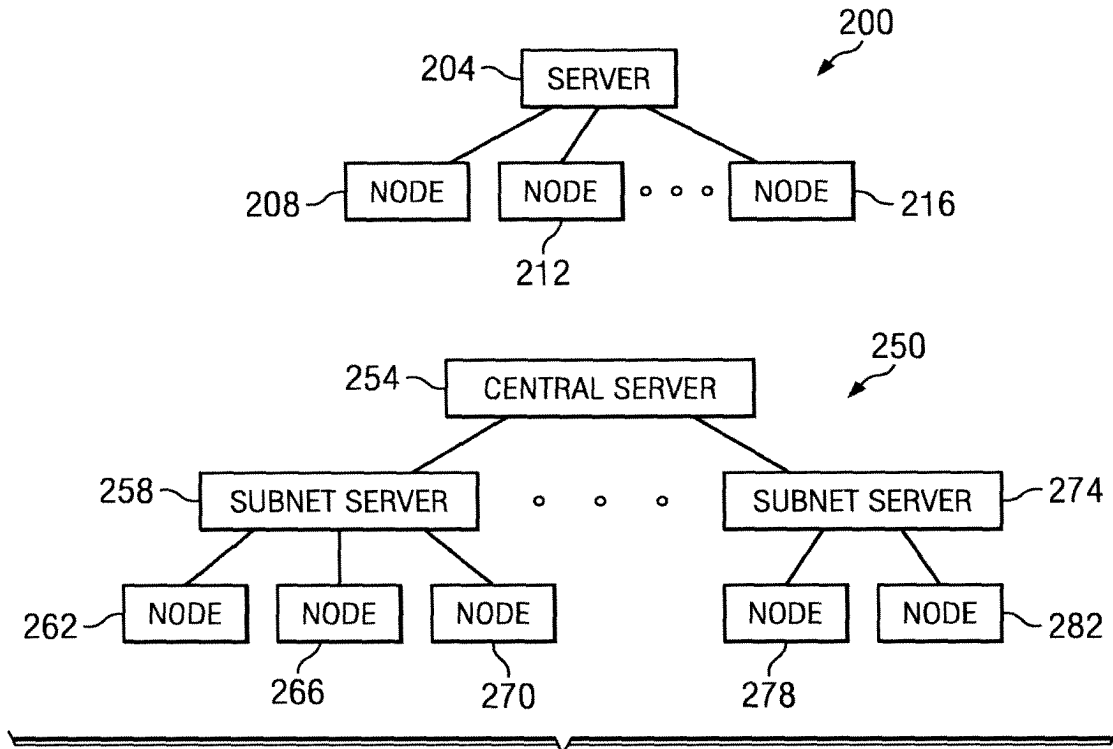 200
204 SERVER
208 NODE NODE NODE 216
212
250
254 CENTRAL SERVER
258 SUBNET SERVER SUBNET SERVER 274
262 NODE NODE NODE NODE NODE 282
266 270 278